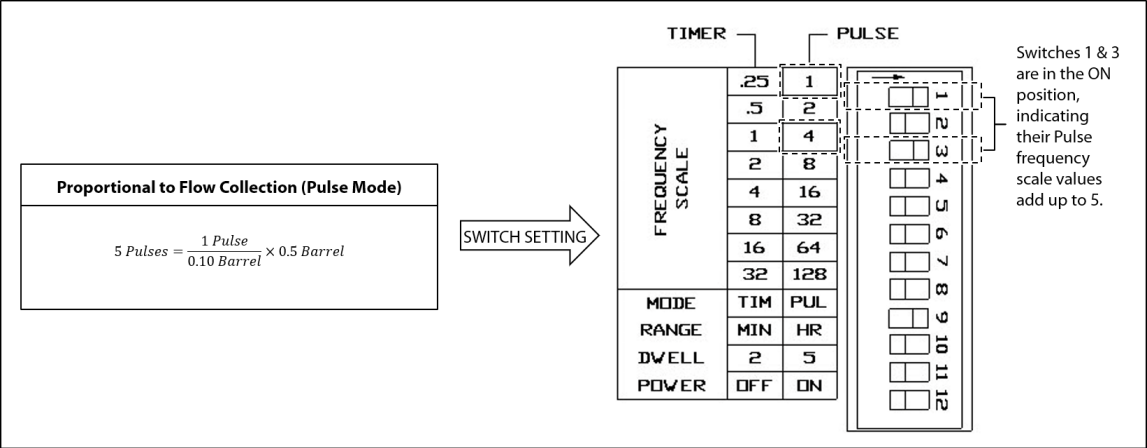 Proportional to Flow Collection (Pulse Mode)
5 Pulses = 1 Pulse / 0.10 Barrel × 0.5 Barrel
SWITCH SETTING
TIMER PULSE
FREQUENCY
SCALE
.25 1
.5 2
1 4
2 8
4 16
8 32
16 64
32 128
MODE TIM PUL
RANGE MIN HR
DWELL 2 5
POWER OFF ON
1
2
3
4
5
6
7
8
9
10
11
12
Switches 1 & 3
are in the ON
position,
indicating
their Pulse
frequency
scale values
add up to 5.